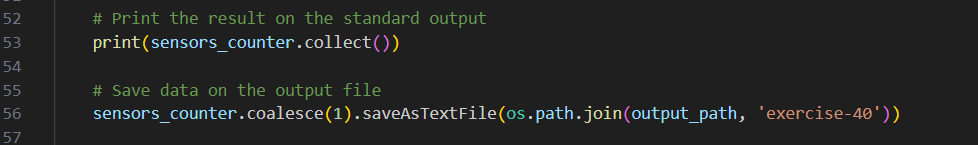 52 # Print the result on the standard output
53 print(sensors_counter.collect())
54
55 # Save data on the output file
56 sensors_counter.coalesce(1).saveAsTextFile(os.path.join(output_path, 'exercise-40'))
57